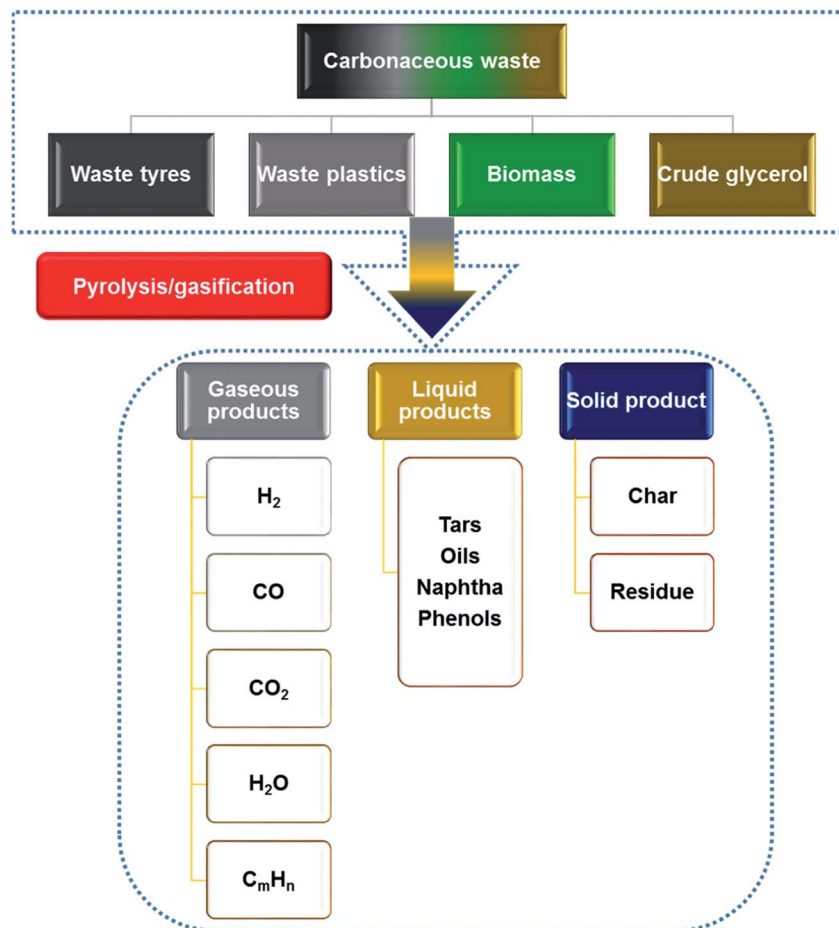 Carbonaceous waste
Waste tyres
Waste plastics
Biomass
Crude glycerol
Pyrolysis/gasification
Gaseous
products
Liquid
products
Solid product
H₂
CO
CO₂
H₂O
CₘHₙ
Tars
Oils
Naphtha
Phenols
Char
Residue